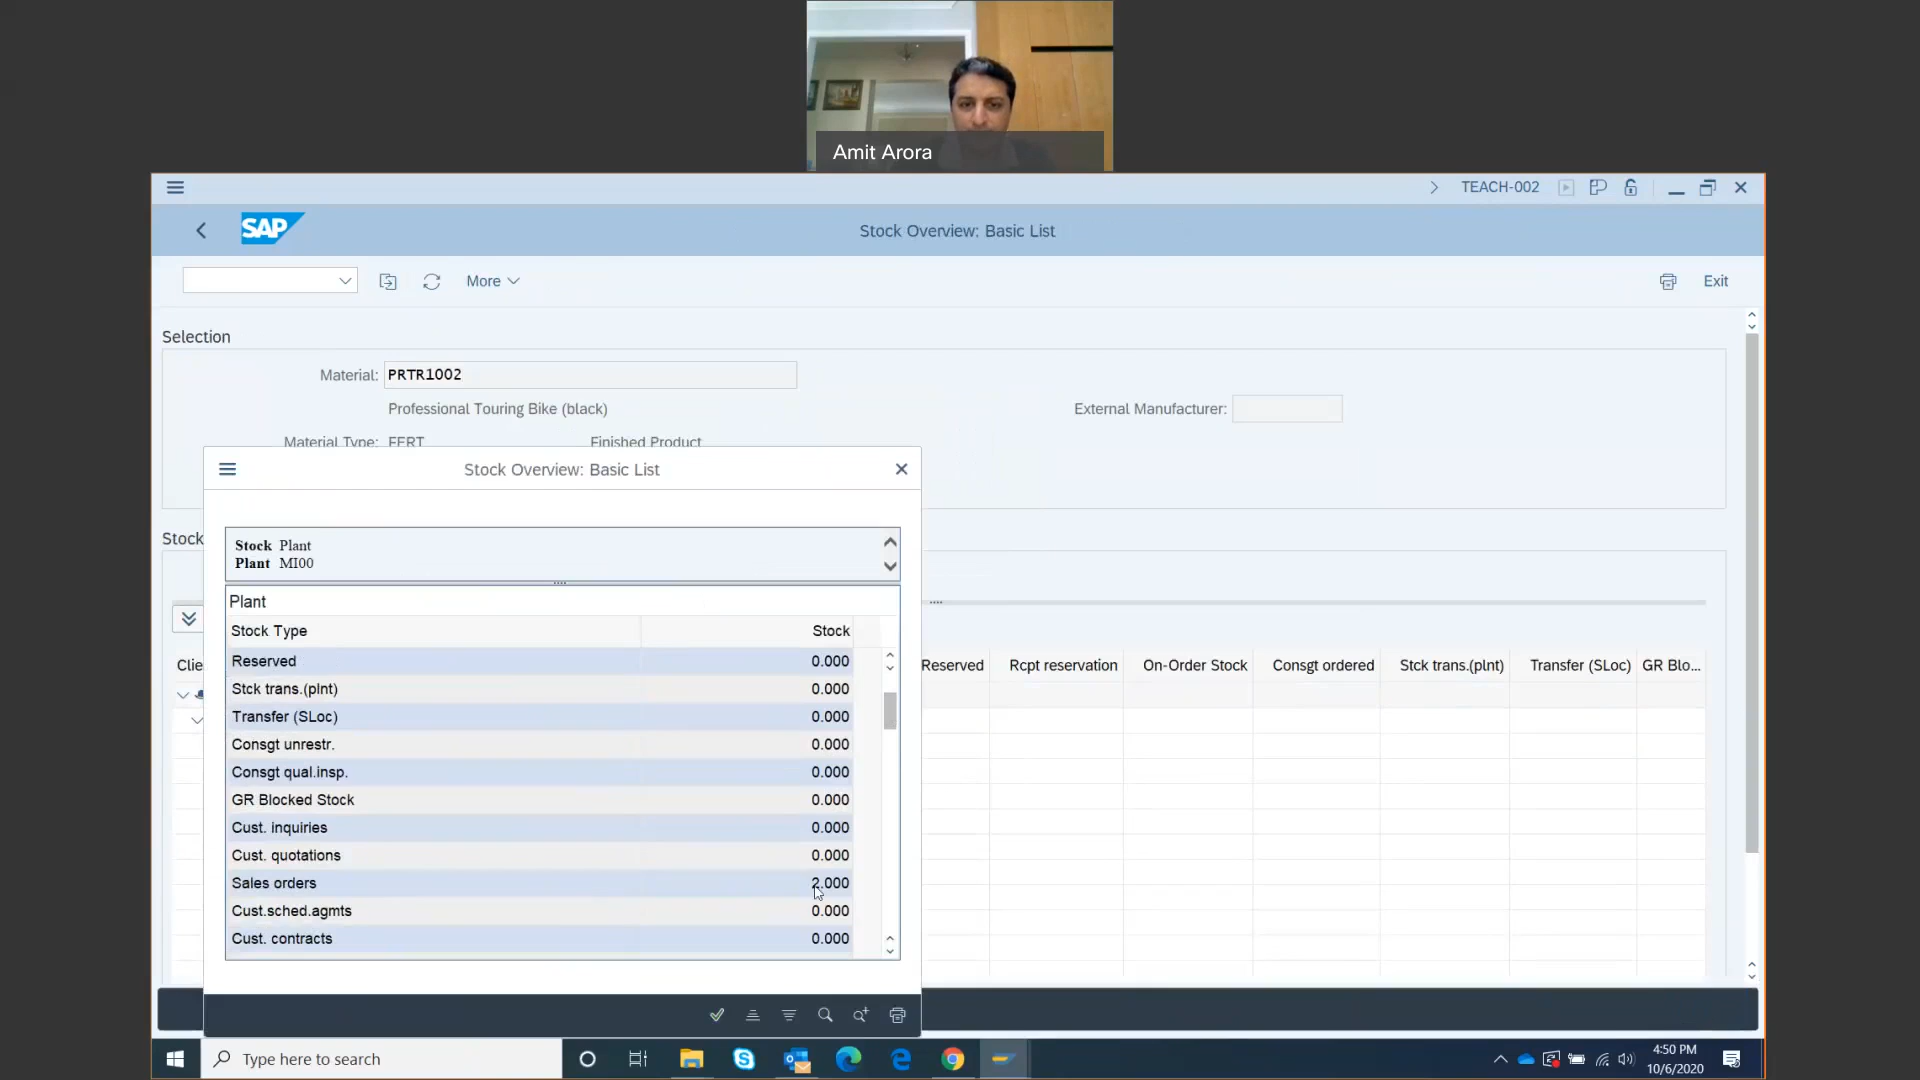 Amit Arora
TEACH-002
SAP
Stock Overview: Basic List
More
Exit
Selection
Material: PRTR1002
Professional Touring Bike (black)
External Manufacturer:
Material Type: FERT Finished Product
Stock Overview: Basic List
Stock
Stock Plant
Plant MI00
Plant
Stock Type Stock
Clie
Reserved Rcpt reservation On-Order Stock Consgt ordered Stck trans.(plnt) Transfer (SLoc) GR Blo...
Reserved 0.000
Stck trans.(plnt) 0.000
Transfer (SLoc) 0.000
Consgt unrestr. 0.000
Consgt qual.insp. 0.000
GR Blocked Stock 0.000
Cust. inquiries 0.000
Cust. quotations 0.000
Sales orders 2.000
Cust.sched.agmts 0.000
Cust. contracts 0.000
Type here to search
4:50 PM
10/6/2020